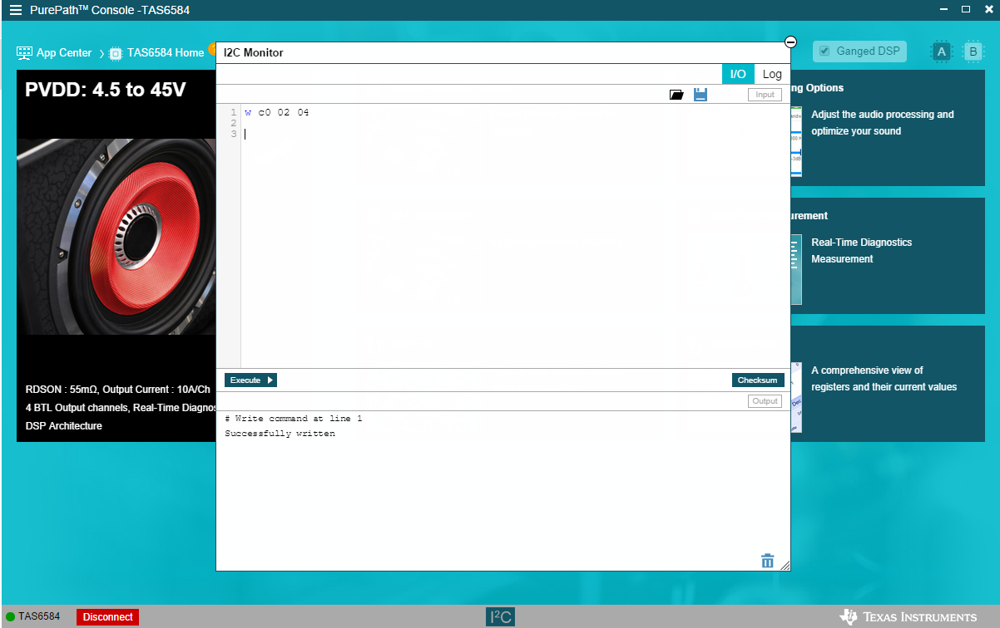 PurePath™ Console -TAS6584
App Center > TAS6584 Home
Ganged DSP
A
B
PVDD: 4.5 to 45V
RDSON : 55mΩ, Output Current : 10A/Ch
4 BTL Output channels, Real-Time Diagnos
DSP Architecture
I2C Monitor
I/O
Log
Input
1 w c0 02 04
2
3
Execute
Checksum
Output
# Write command at line 1
Successfully written
ng Options
Adjust the audio processing and
optimize your sound
urement
Real-Time Diagnostics
Measurement
A comprehensive view of
registers and their current values
TAS6584
Disconnect
I²C
TEXAS INSTRUMENTS